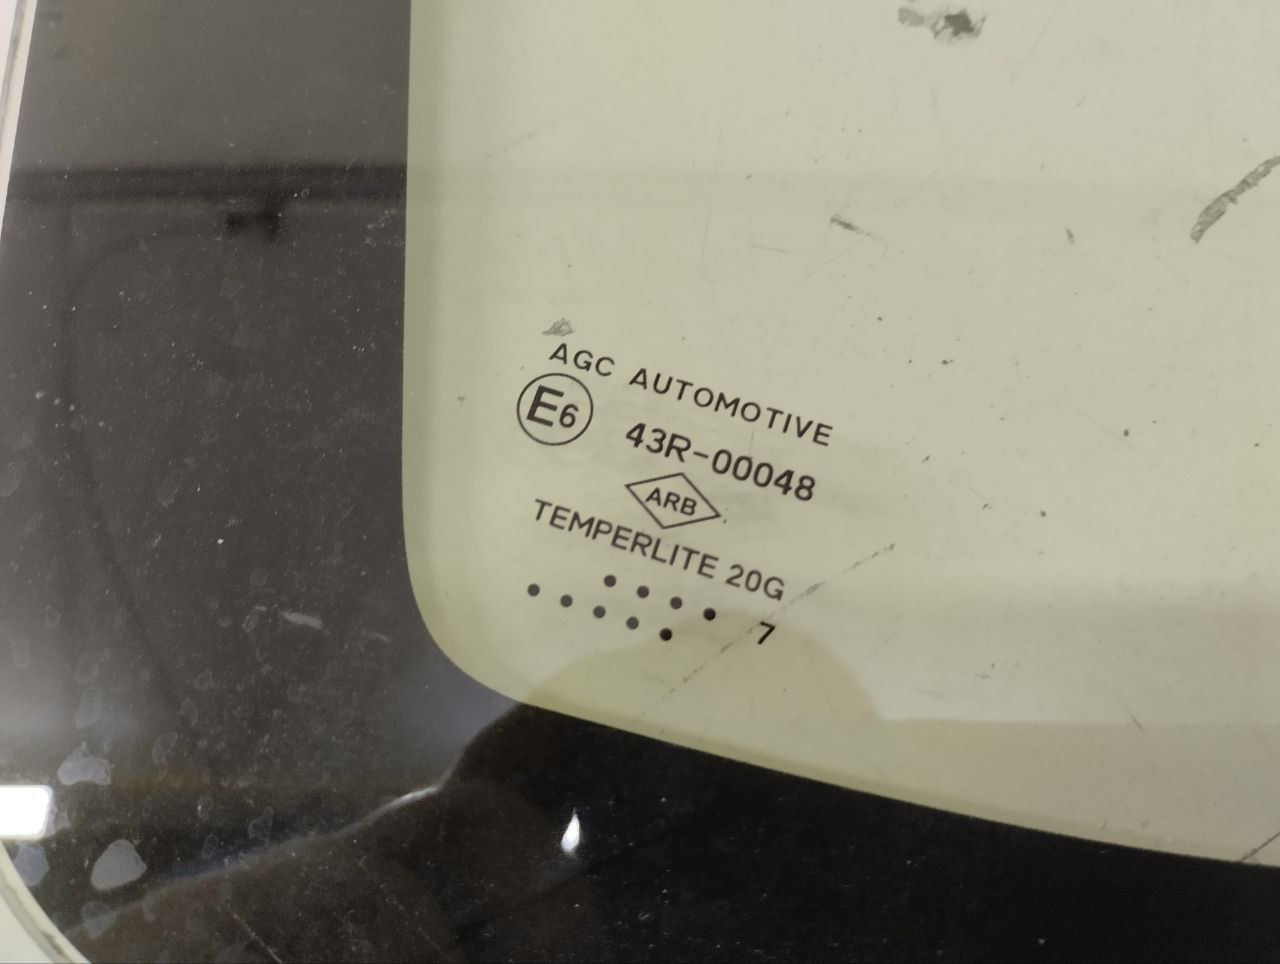 AGC AUTOMOTIVE
E6 43R-00048
ARB
TEMPERLITE 20G
7